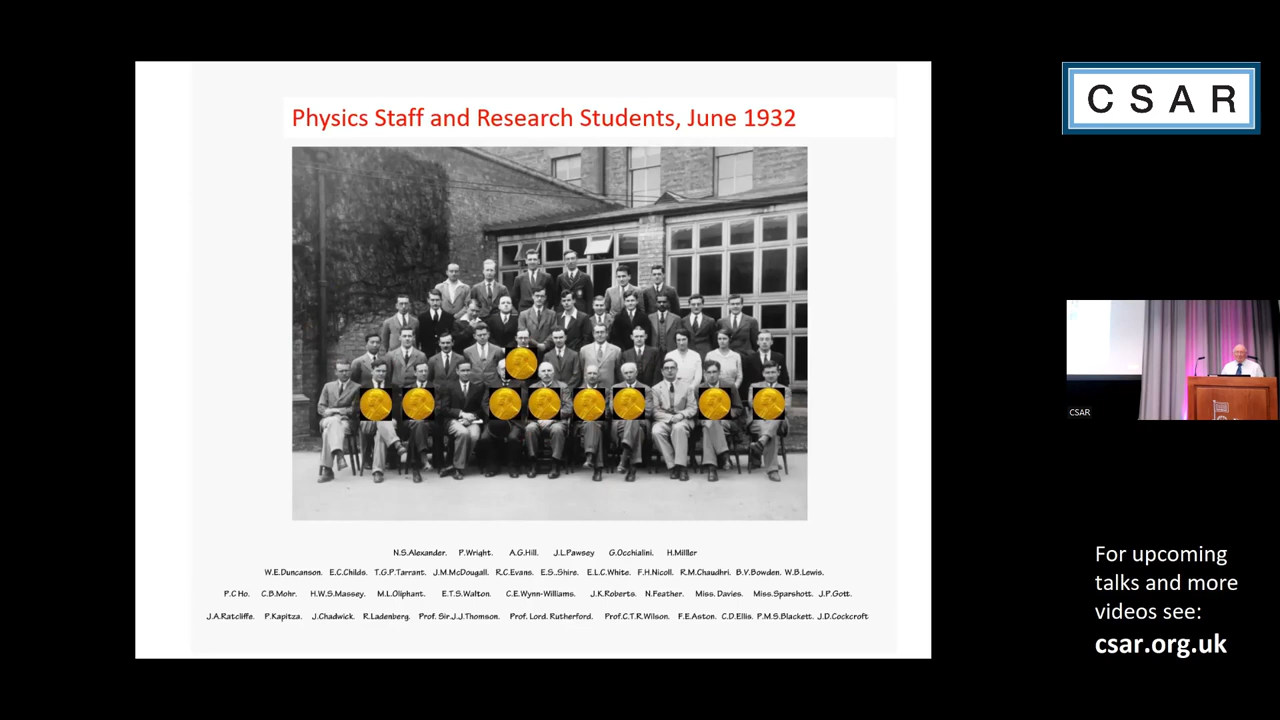 Physics Staff and Research Students, June 1932
N.S.Alexander. P.Wright. A.G.Hill. J.L.Pawsey G.Occhialini. H.Milller
W.E.Duncanson. E.C.Childs. T.G.P.Tarrant. J.M.McDougall. R.C.Evans. E.S..Shire. E.L.C.White. F.H.Nicoll. R.M.Chaudhri. B.V.Bowden. W.B.Lewis.
P.C Ho. C.B.Mohr. H.W.S.Massey. M.L.Oliphant. E.T.S.Walton. C.E.Wynn-Williams. J.K.Roberts. N.Feather. Miss. Davies. Miss.Sparshott. J.P.Gott.
J.A.Ratcliffe. P.Kapitza. J.Chadwick. R.Ladenberg. Prof. Sir.J.J.Thomson. Prof. Lord. Rutherford. Prof.C.T.R.Wilson. F.E.Aston. C.D.Ellis. P.M.S.Blackett. J.D.Cockcroft
CSAR
CSAR
For upcoming
talks and more
videos see:
csar.org.uk